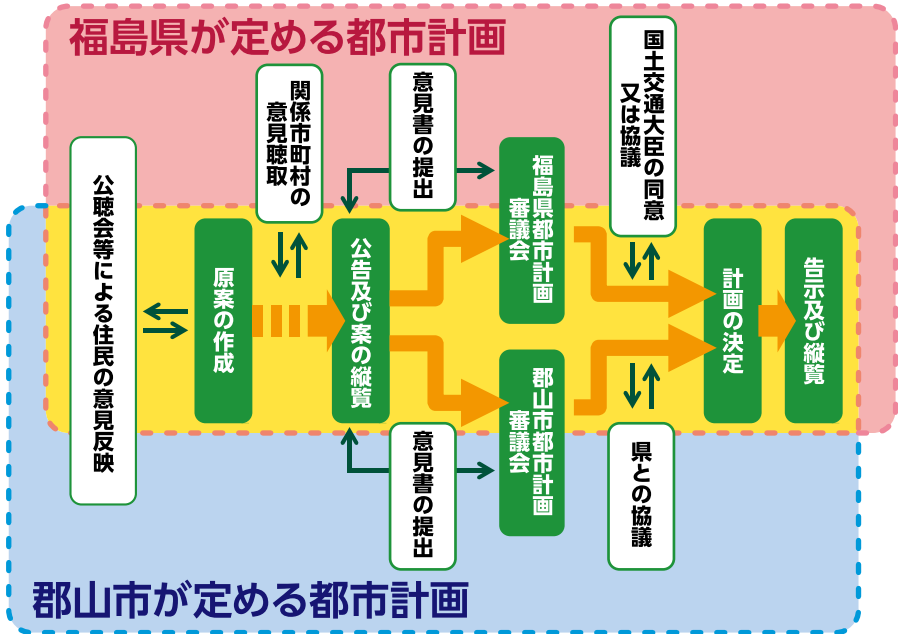 福島県が定める都市計画
公聴会等による住民の意見反映
原案の作成
関係市町村の
意見聴取
公告及び案の縦覧
意見書の提出
意見書の提出
福島県都市計画
審議会
郡山市都市計画
審議会
国土交通大臣の同意
又は協議
県との協議
計画の決定
告示及び縦覧
郡山市が定める都市計画